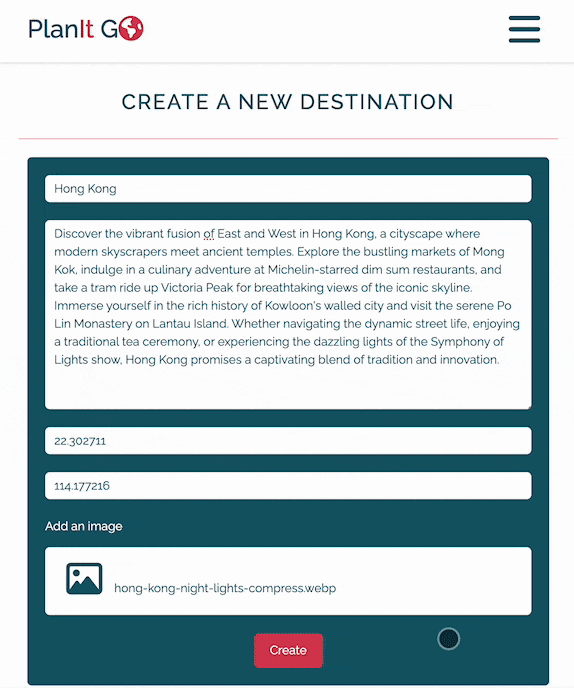 PlanIt G
CREATE A NEW DESTINATION
Hong Kong
Discover the vibrant fusion of East and West in Hong Kong, a cityscape where
modern skyscrapers meet ancient temples. Explore the bustling markets of Mong
Kok, indulge in a culinary adventure at Michelin-starred dim sum restaurants, and
take a tram ride up Victoria Peak for breathtaking views of the iconic skyline.
Immerse yourself in the rich history of Kowloon's walled city and visit the serene Po
Lin Monastery on Lantau Island. Whether navigating the dynamic street life, enjoying
a traditional tea ceremony, or experiencing the dazzling lights of the Symphony of
Lights show, Hong Kong promises a captivating blend of tradition and innovation.
22.302711
114.177216
Add an image
hong-kong-night-lights-compress.webp
Create